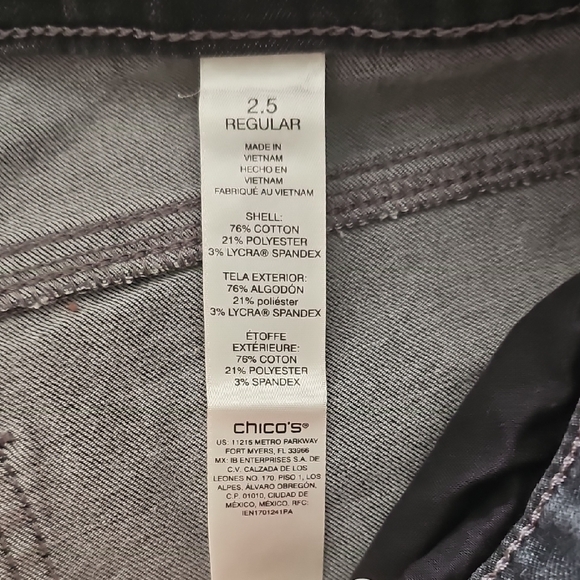 2.5
REGULAR
MADE IN
VIETNAM
HECHO EN
VIETNAM
FABRIQUÉ AU VIETNAM
SHELL:
76% COTTON
21% POLYESTER
3% LYCRA® SPANDEX
TELA EXTERIOR:
76% ALGODÓN
21% poliéster
3% LYCRA® SPANDEX
ÉTOFFE
EXTÉRIEURE:
76% COTON
21% POLYESTER
3% SPANDEX
chico's®
US: 11215 METRO PARKWAY
FORT MYERS, FL 33966
MX: IB ENTERPRISES S.A. DE
C.V. CALZADA DE LOS
LEONES NO. 170, PISO 1, LOS
ALPES, ÁLVARO OBREGÓN,
C.P. 01010, CIUDAD DE
MÉXICO, MÉXICO, RFC:
IEN1701241PA